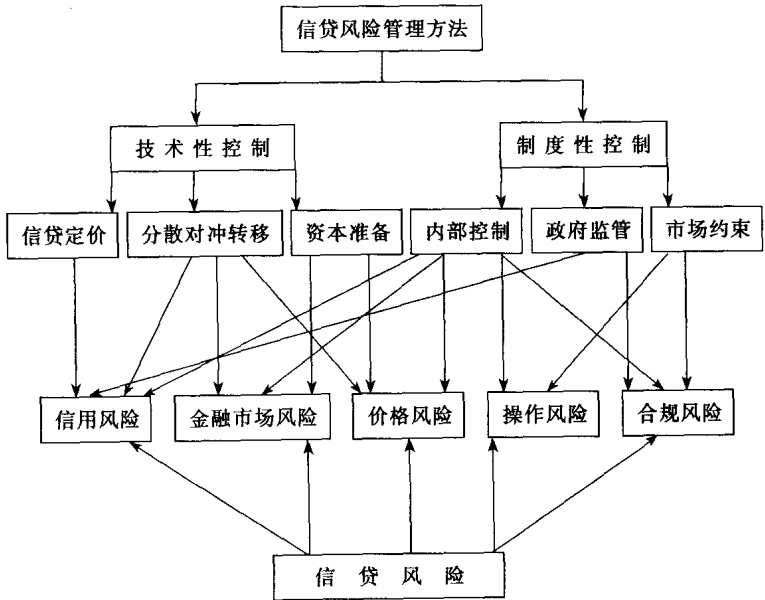 信贷风险管理方法
技术性控制
制度性控制
信贷定价
分散对冲转移
资本准备
内部控制
政府监管
市场约束
信用风险
金融市场风险
价格风险
操作风险
合规风险
信贷风险